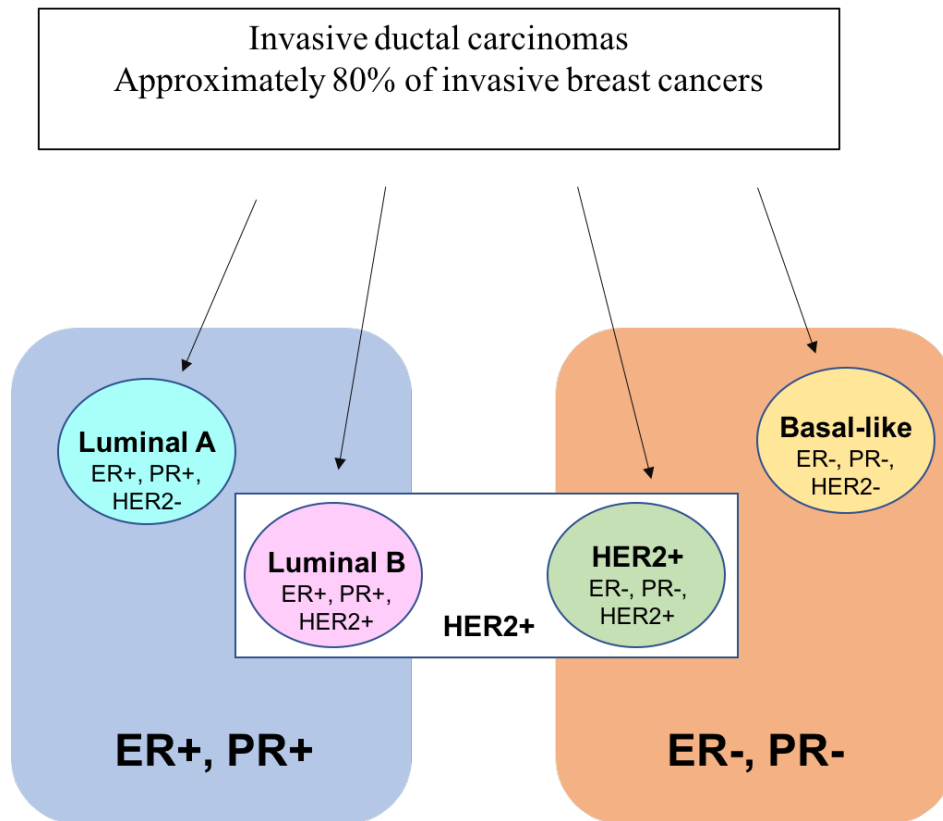 Invasive ductal carcinomas
Approximately 80% of invasive breast cancers
Luminal A
ER+, PR+,
HER2-
Basal-like
ER-, PR-,
HER2-
Luminal B
ER+, PR+,
HER2+
HER2+
HER2+
ER-, PR-,
HER2+
ER+, PR+
ER-, PR-